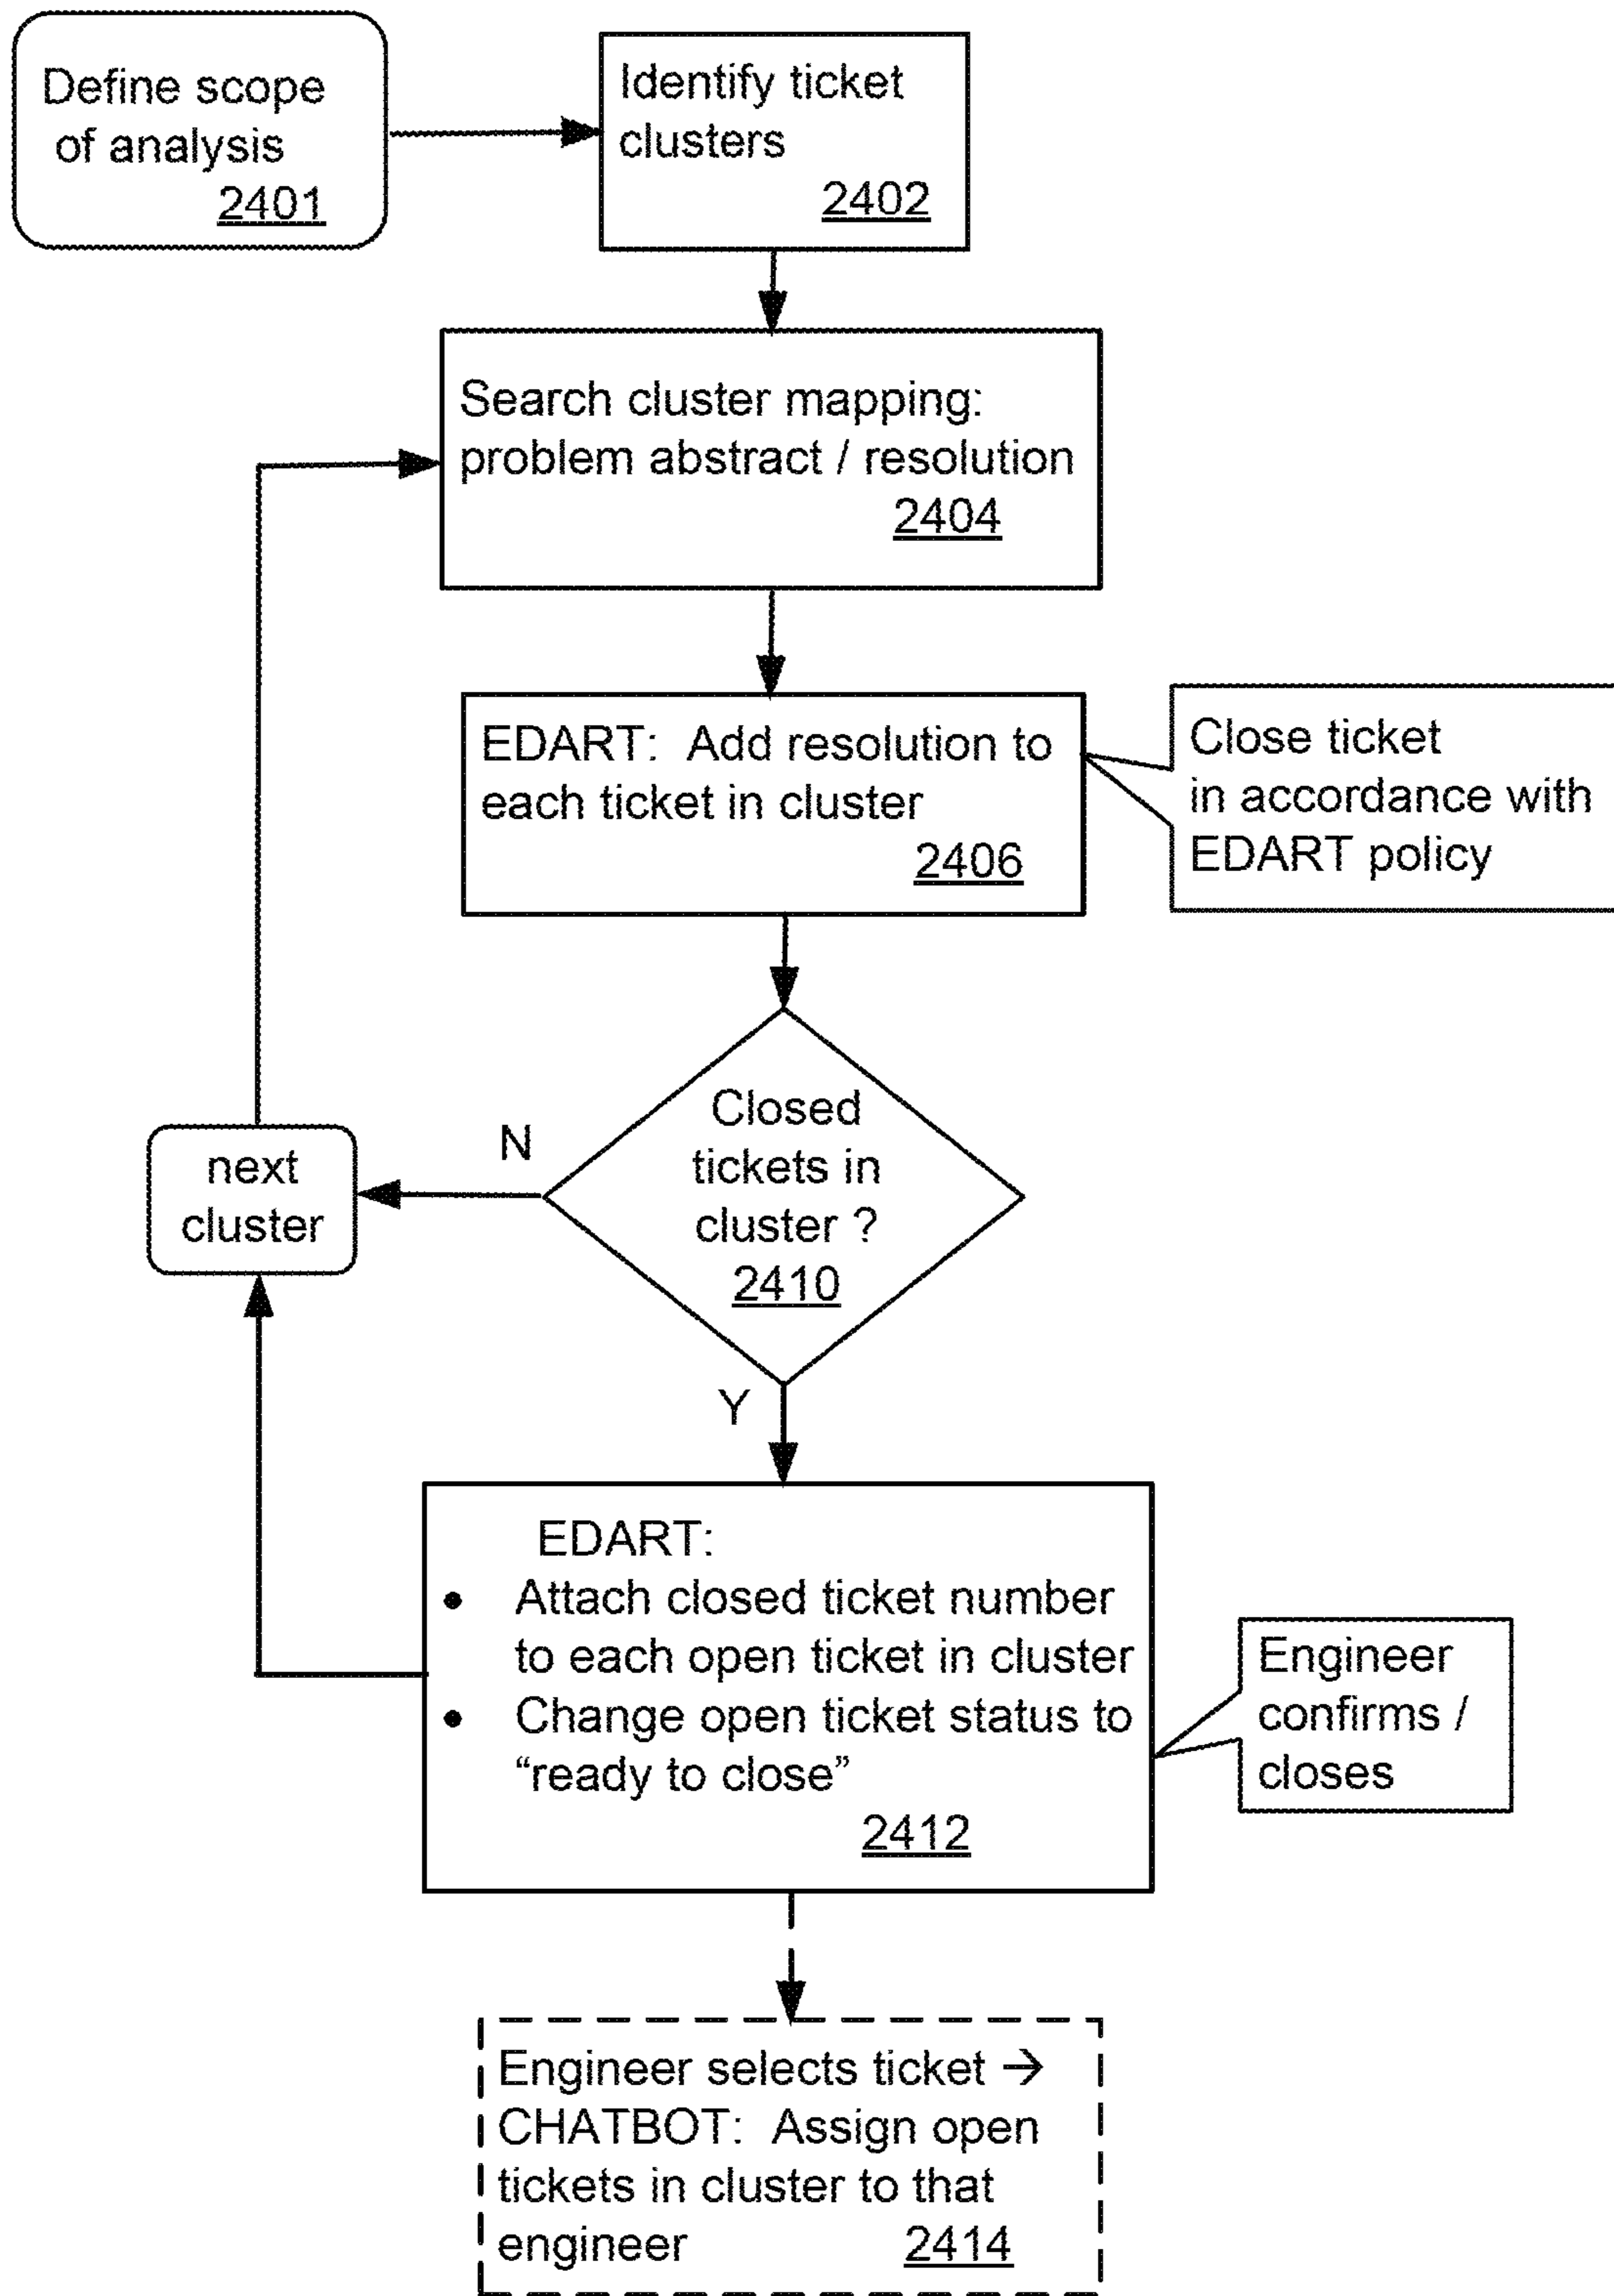 Define scope
of analysis
2401
Identify ticket
clusters
2402
Search cluster mapping:
problem abstract / resolution
2404
EDART: Add resolution to
each ticket in cluster
2406
Close ticket
in accordance with
EDART policy
Closed
tickets in
cluster ?
2410
N
next
cluster
Y
EDART:
• Attach closed ticket number
to each open ticket in cluster
• Change open ticket status to
“ready to close”
2412
Engineer
confirms /
closes
Engineer selects ticket →
CHATBOT: Assign open
tickets in cluster to that
engineer 2414